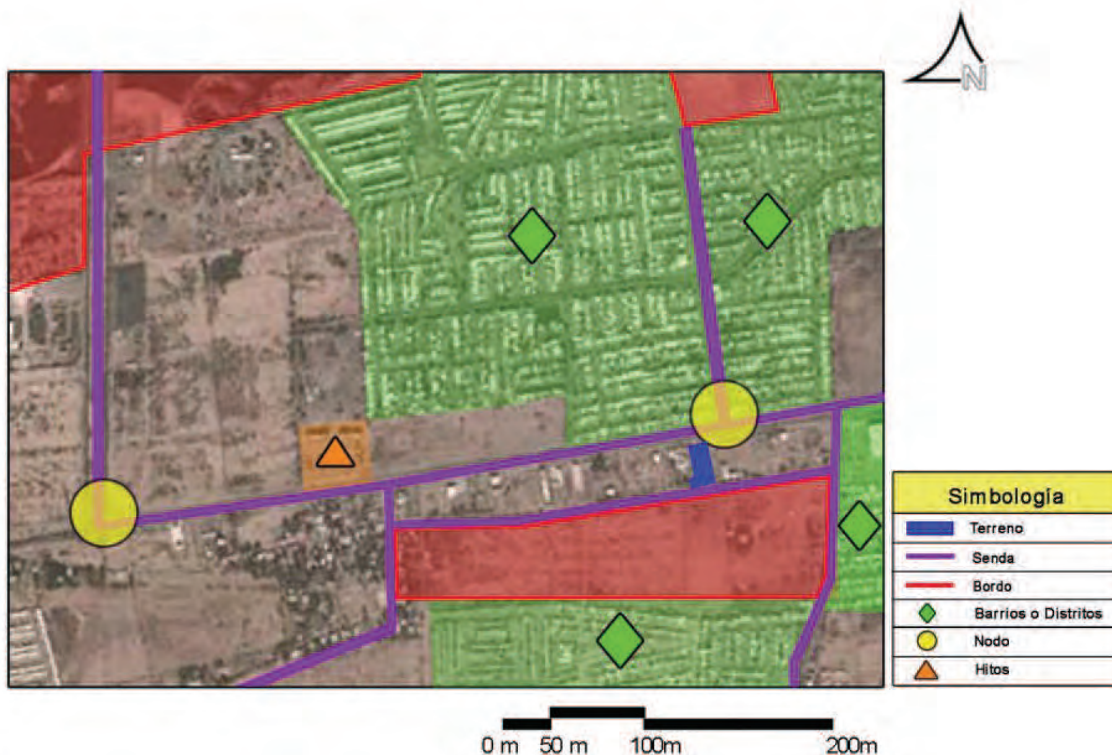 N
Simbología
Terreno
Senda
Bordo
Barrios o Distritos
Nodo
Hitos
0 m 50 m 100m 200m